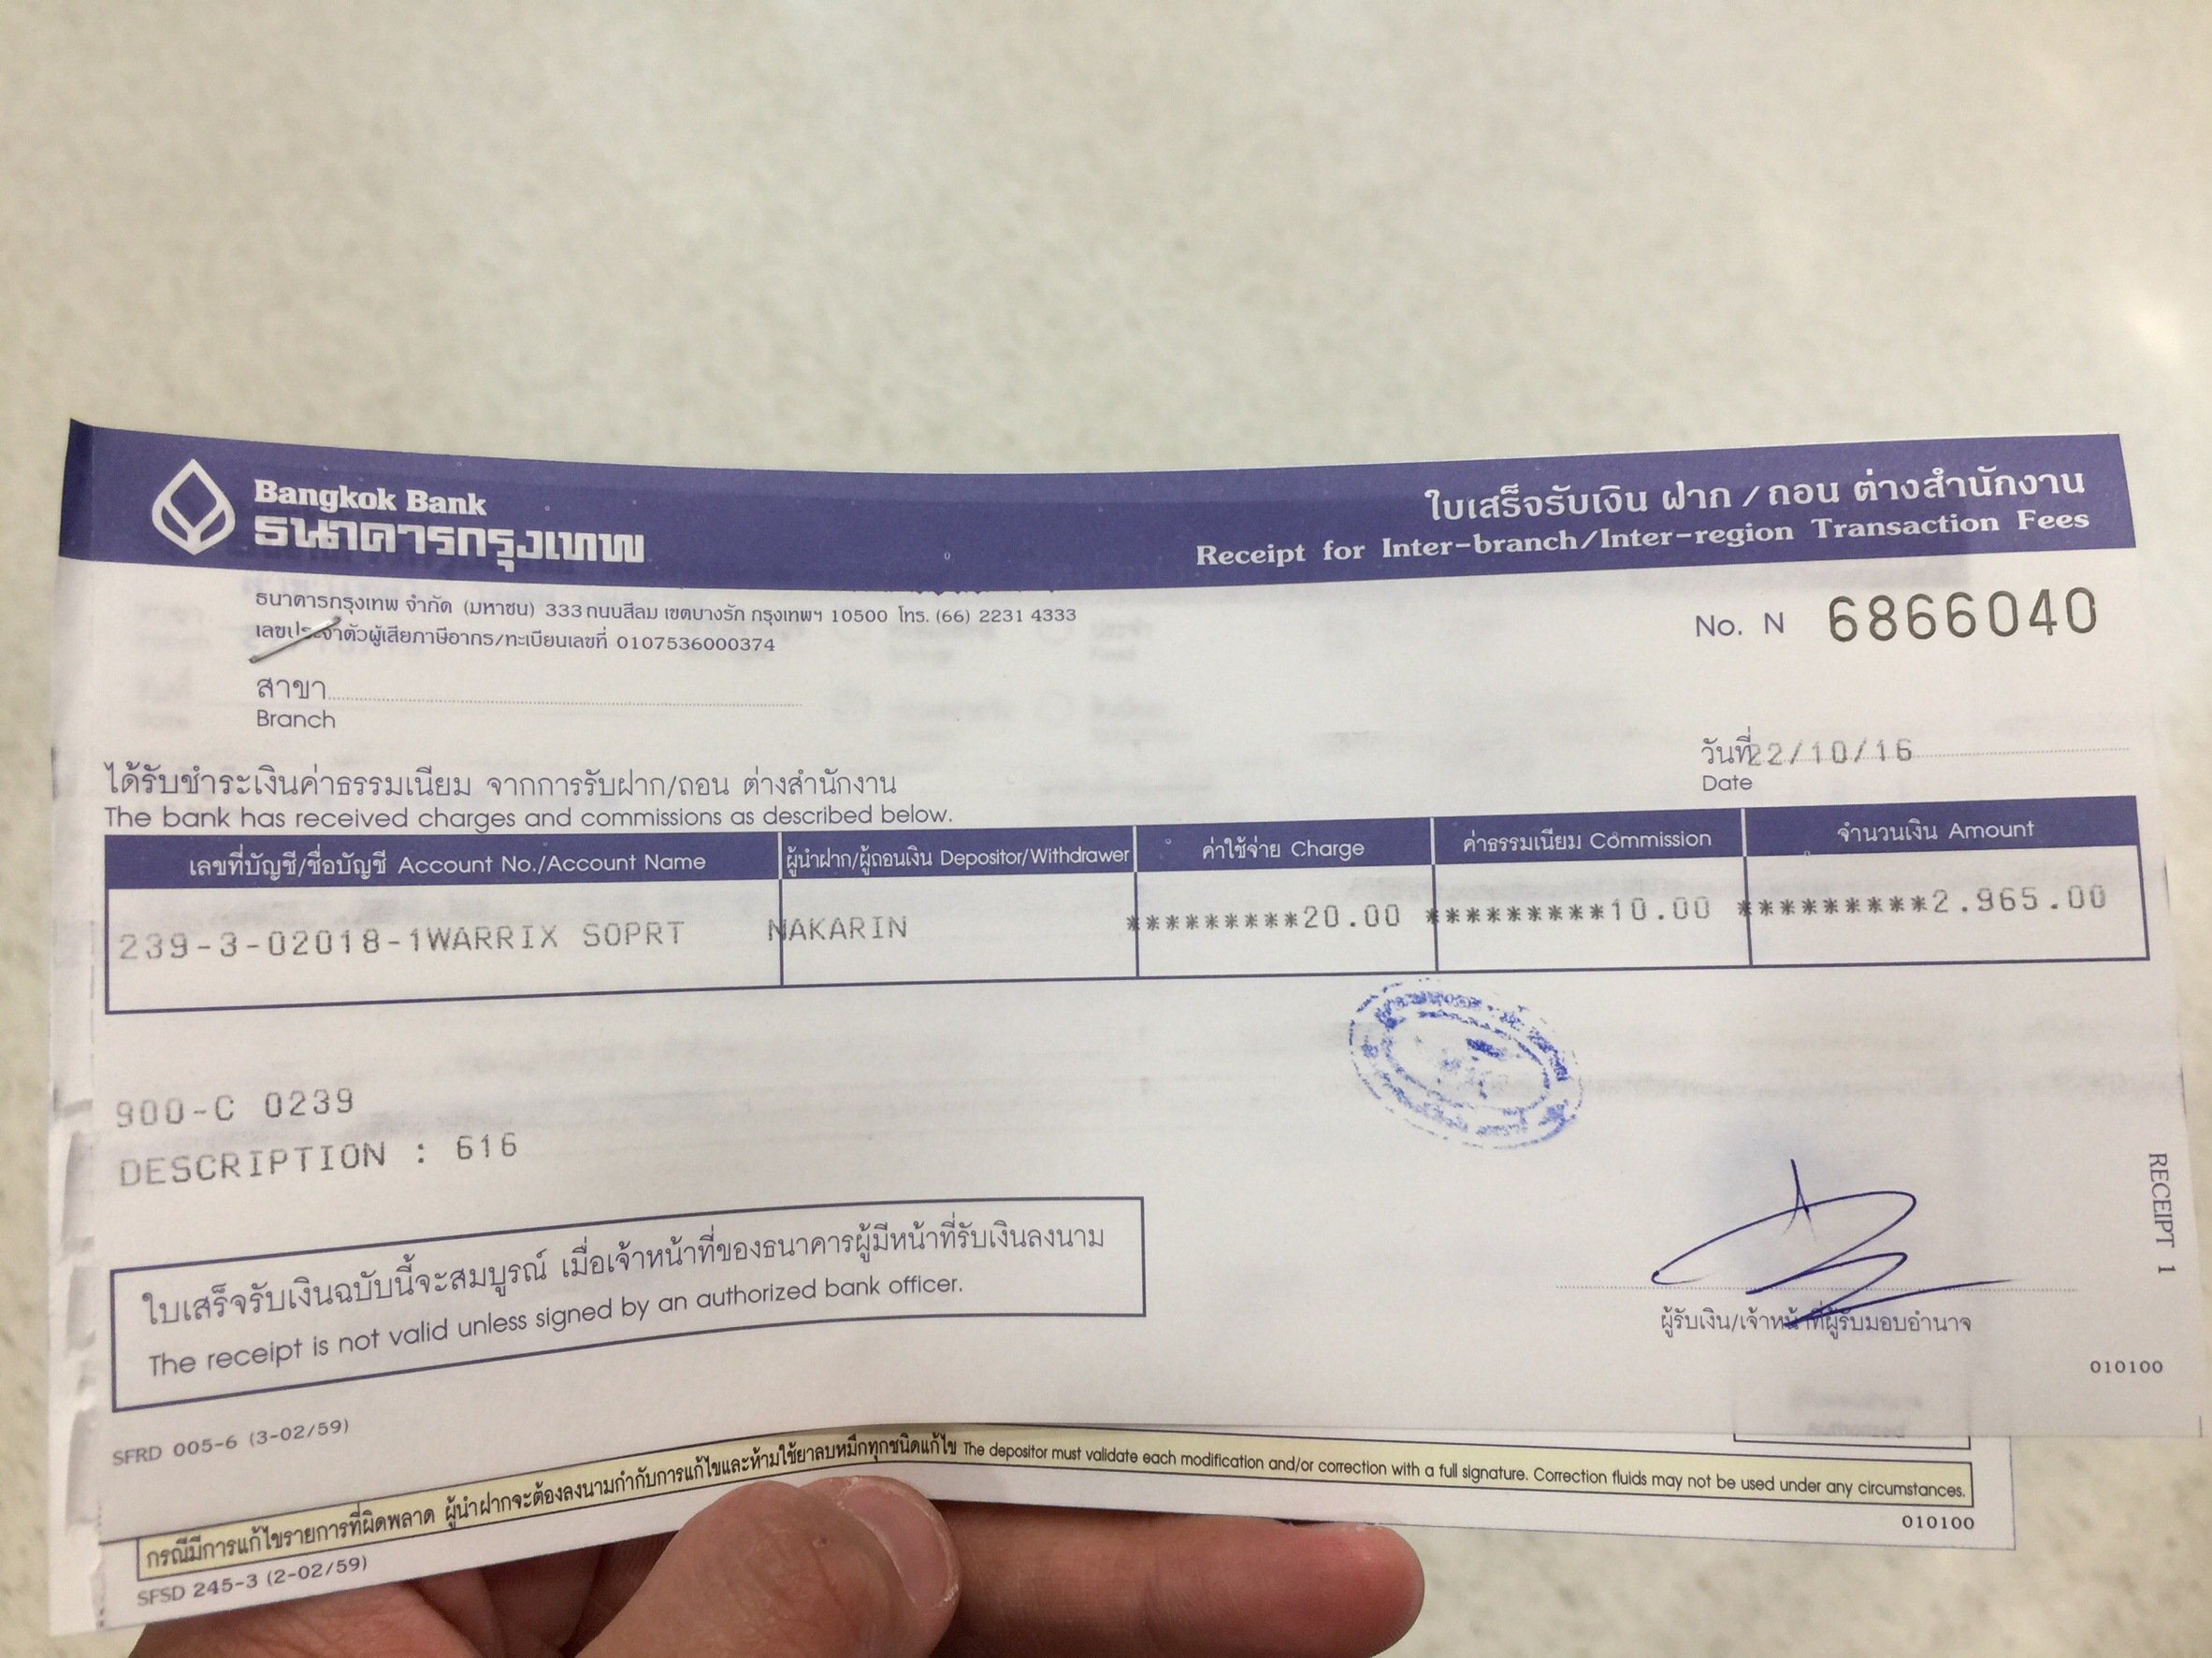 Bangkok Bank
ธนาคารกรุงเทพ
ใบเสร็จรับเงิน ฝาก / ถอน ต่างสำนักงาน
Receipt for Inter-branch/Inter-region Transaction Fees
ธนาคารกรุงเทพ จำกัด (มหาชน) 333 ถนนสีลม เขตบางรัก กรุงเทพฯ 10500 โทร. (66) 2231 4333
เลขประจำตัวผู้เสียภาษีอากร/ทะเบียนเลขที่ 0107536000374
No. N 6866040
สาขา
Branch
วันที่ 22/10/16
Date
ได้รับชำระเงินค่าธรรมเนียม จากการรับฝาก/ถอน ต่างสำนักงาน
The bank has received charges and commissions as described below.
เลขที่บัญชี/ชื่อบัญชี Account No./Account Name ผู้นำฝาก/ผู้ถอนเงิน Depositor/Withdrawer ค่าใช้จ่าย Charge ค่าธรรมเนียม Commission จำนวนเงิน Amount
239-3-02018-1WARRIX SOPRT NAKARIN *********20.00 *********10.00 *********2.965.00
900-C 0239
DESCRIPTION : 616
ใบเสร็จรับเงินฉบับนี้จะสมบูรณ์ เมื่อเจ้าหน้าที่ของธนาคารผู้มีหน้าที่รับเงินลงนาม
The receipt is not valid unless signed by an authorized bank officer.
ผู้รับเงิน/เจ้าหน้าที่ผู้รับมอบอำนาจ
RECEIPT 1
010100
SFRD 005-6 (3-02/59)
กรณีมีการแก้ไขรายการที่ผิดพลาด ผู้นำฝากจะต้องลงนามกำกับการแก้ไขและห้ามใช้ยาลบหมึกทุกชนิดแก้ไข The depositor must validate each modification and/or correction with a full signature. Correction fluids may not be used under any circumstances.
010100
SFSD 245-3 (2-02/59)